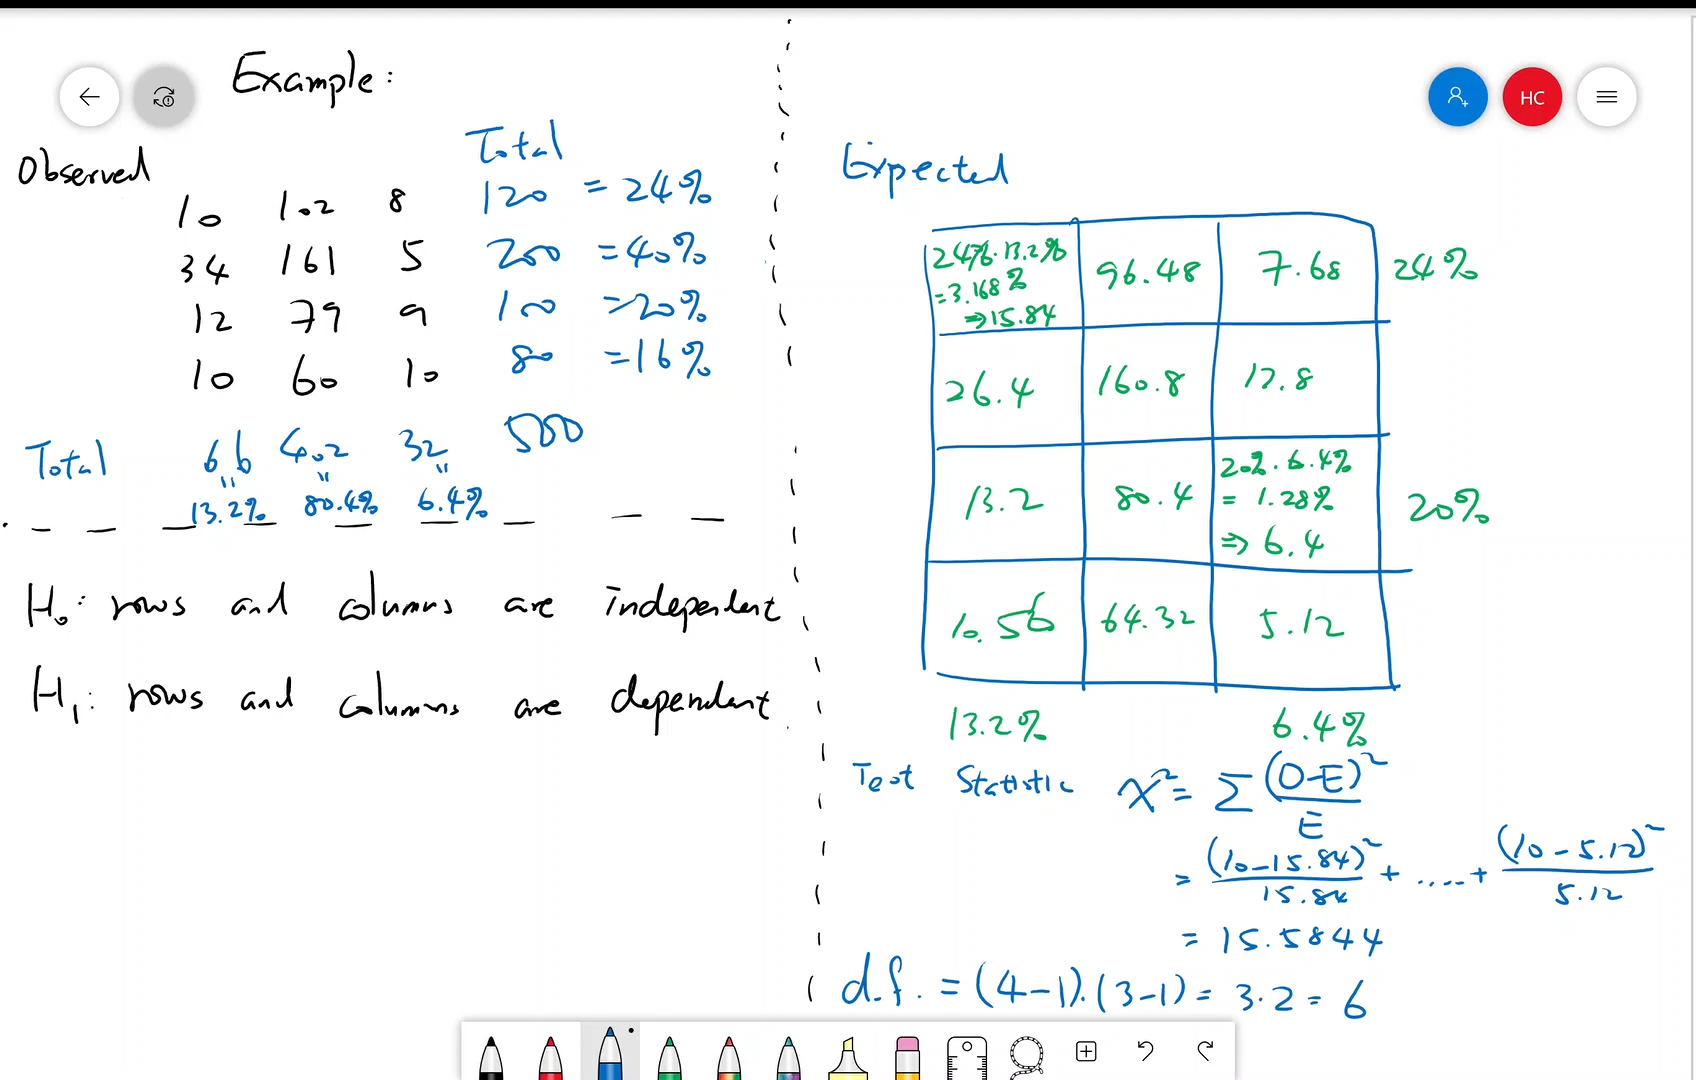 Example:
HC
Observed
Total
10 102 8 120 = 24%
34 161 5 200 = 40%
12 79 9 100 = 20%
10 60 10 80 = 16%
Total 66 402 32 500
13.2% 80.4% 6.4%
H₀: rows and columns are independent
H₁: rows and columns are dependent
Expected
24%·13.2% = 3.168% ⇒ 15.84 96.48 7.68 24%
26.4 160.8 12.8
13.2 80.4 20%·6.4% = 1.28% ⇒ 6.4 20%
10.56 64.32 5.12
13.2% 6.4%
Test Statistic χ² = Σ (O-E)²/E
= (10-15.84)²/15.84 + ..... + (10-5.12)²/5.12
= 15.5844
d.f. = (4-1)·(3-1) = 3·2 = 6